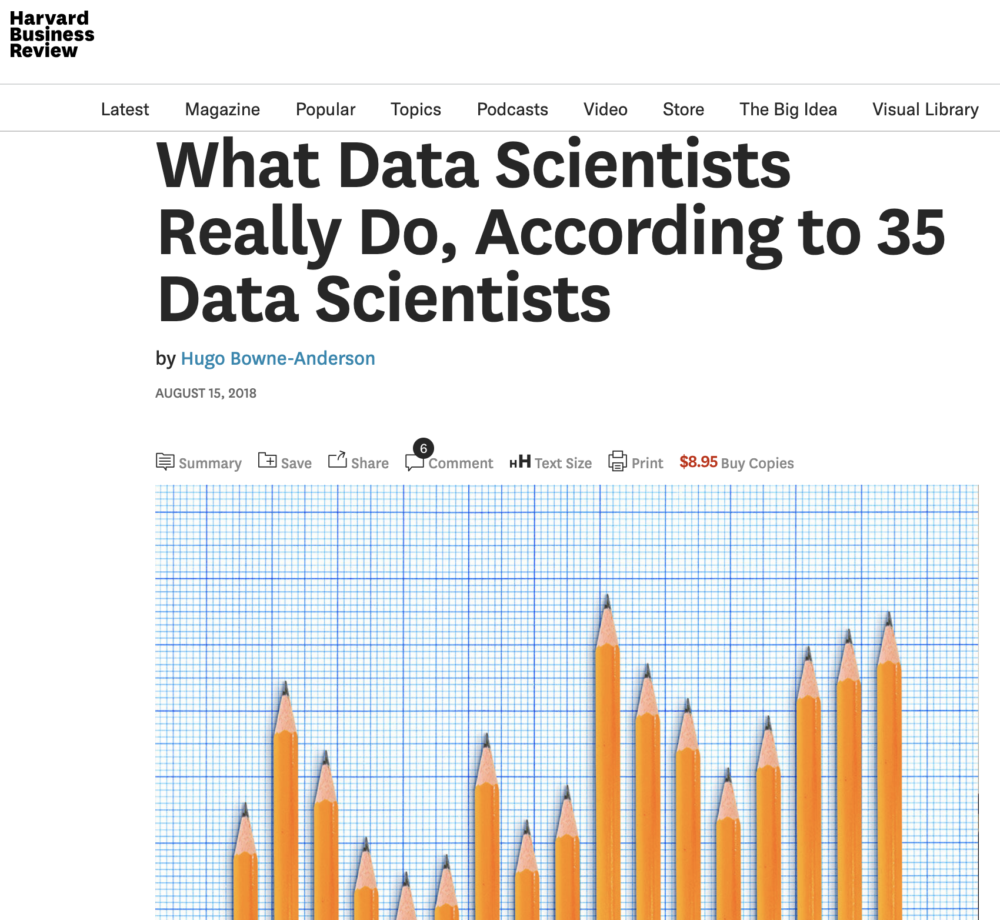 Harvard
Business
Review
Latest Magazine Popular Topics Podcasts Video Store The Big Idea Visual Library
What Data Scientists
Really Do, According to 35
Data Scientists
by Hugo Bowne-Anderson
AUGUST 15, 2018
Summary Save Share 6 Comment HH Text Size Print $8.95 Buy Copies